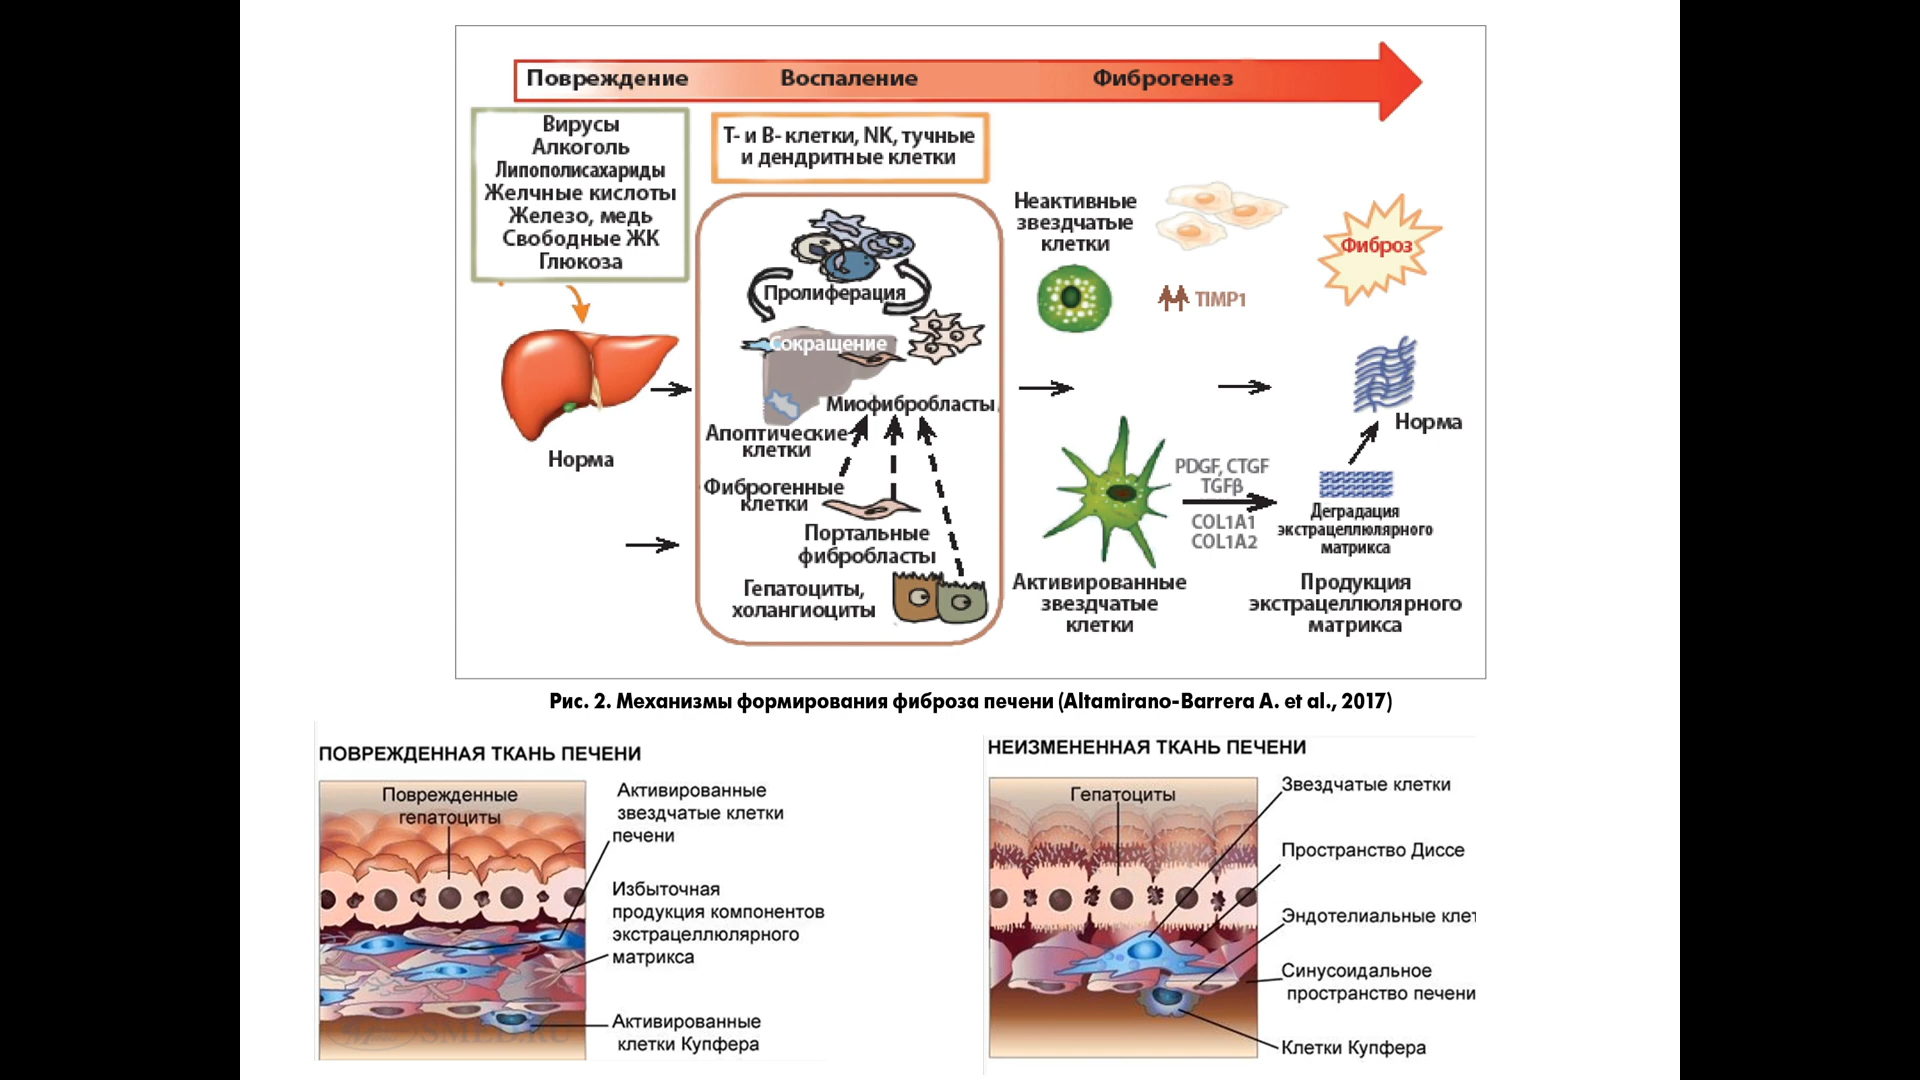 Повреждение Воспаление Фиброгенез
Вирусы
Алкоголь
Липополисахариды
Желчные кислоты
Железо, медь
Свободные ЖК
Глюкоза
Норма
Т- и В- клетки, NK, тучные
и дендритные клетки
Пролиферация
Сокращение
Миофибробласты
Апоптические
клетки
Фиброгенные
клетки
Портальные
фибробласты
Гепатоциты,
холангиоциты
Неактивные
звездчатые
клетки
TIMP1
Фиброз
Норма
PDGF, CTGF
TGFβ
COL1A1
COL1A2
Деградация
экстрацеллюлярного
матрикса
Активированные
звездчатые
клетки
Продукция
экстрацеллюлярного
матрикса
Рис. 2. Механизмы формирования фиброза печени (Altamirano-Barrera A. et al., 2017)
ПОВРЕЖДЕННАЯ ТКАНЬ ПЕЧЕНИ
Поврежденные
гепатоциты
Активированные
звездчатые клетки
печени
Избыточная
продукция компонентов
экстрацеллюлярного
матрикса
Активированные
клетки Купфера
SMED.RU
НЕИЗМЕНЕННАЯ ТКАНЬ ПЕЧЕНИ
Гепатоциты
Звездчатые клетки
Пространство Диссе
Эндотелиальные клет
Синусоидальное
пространство печени
Клетки Купфера